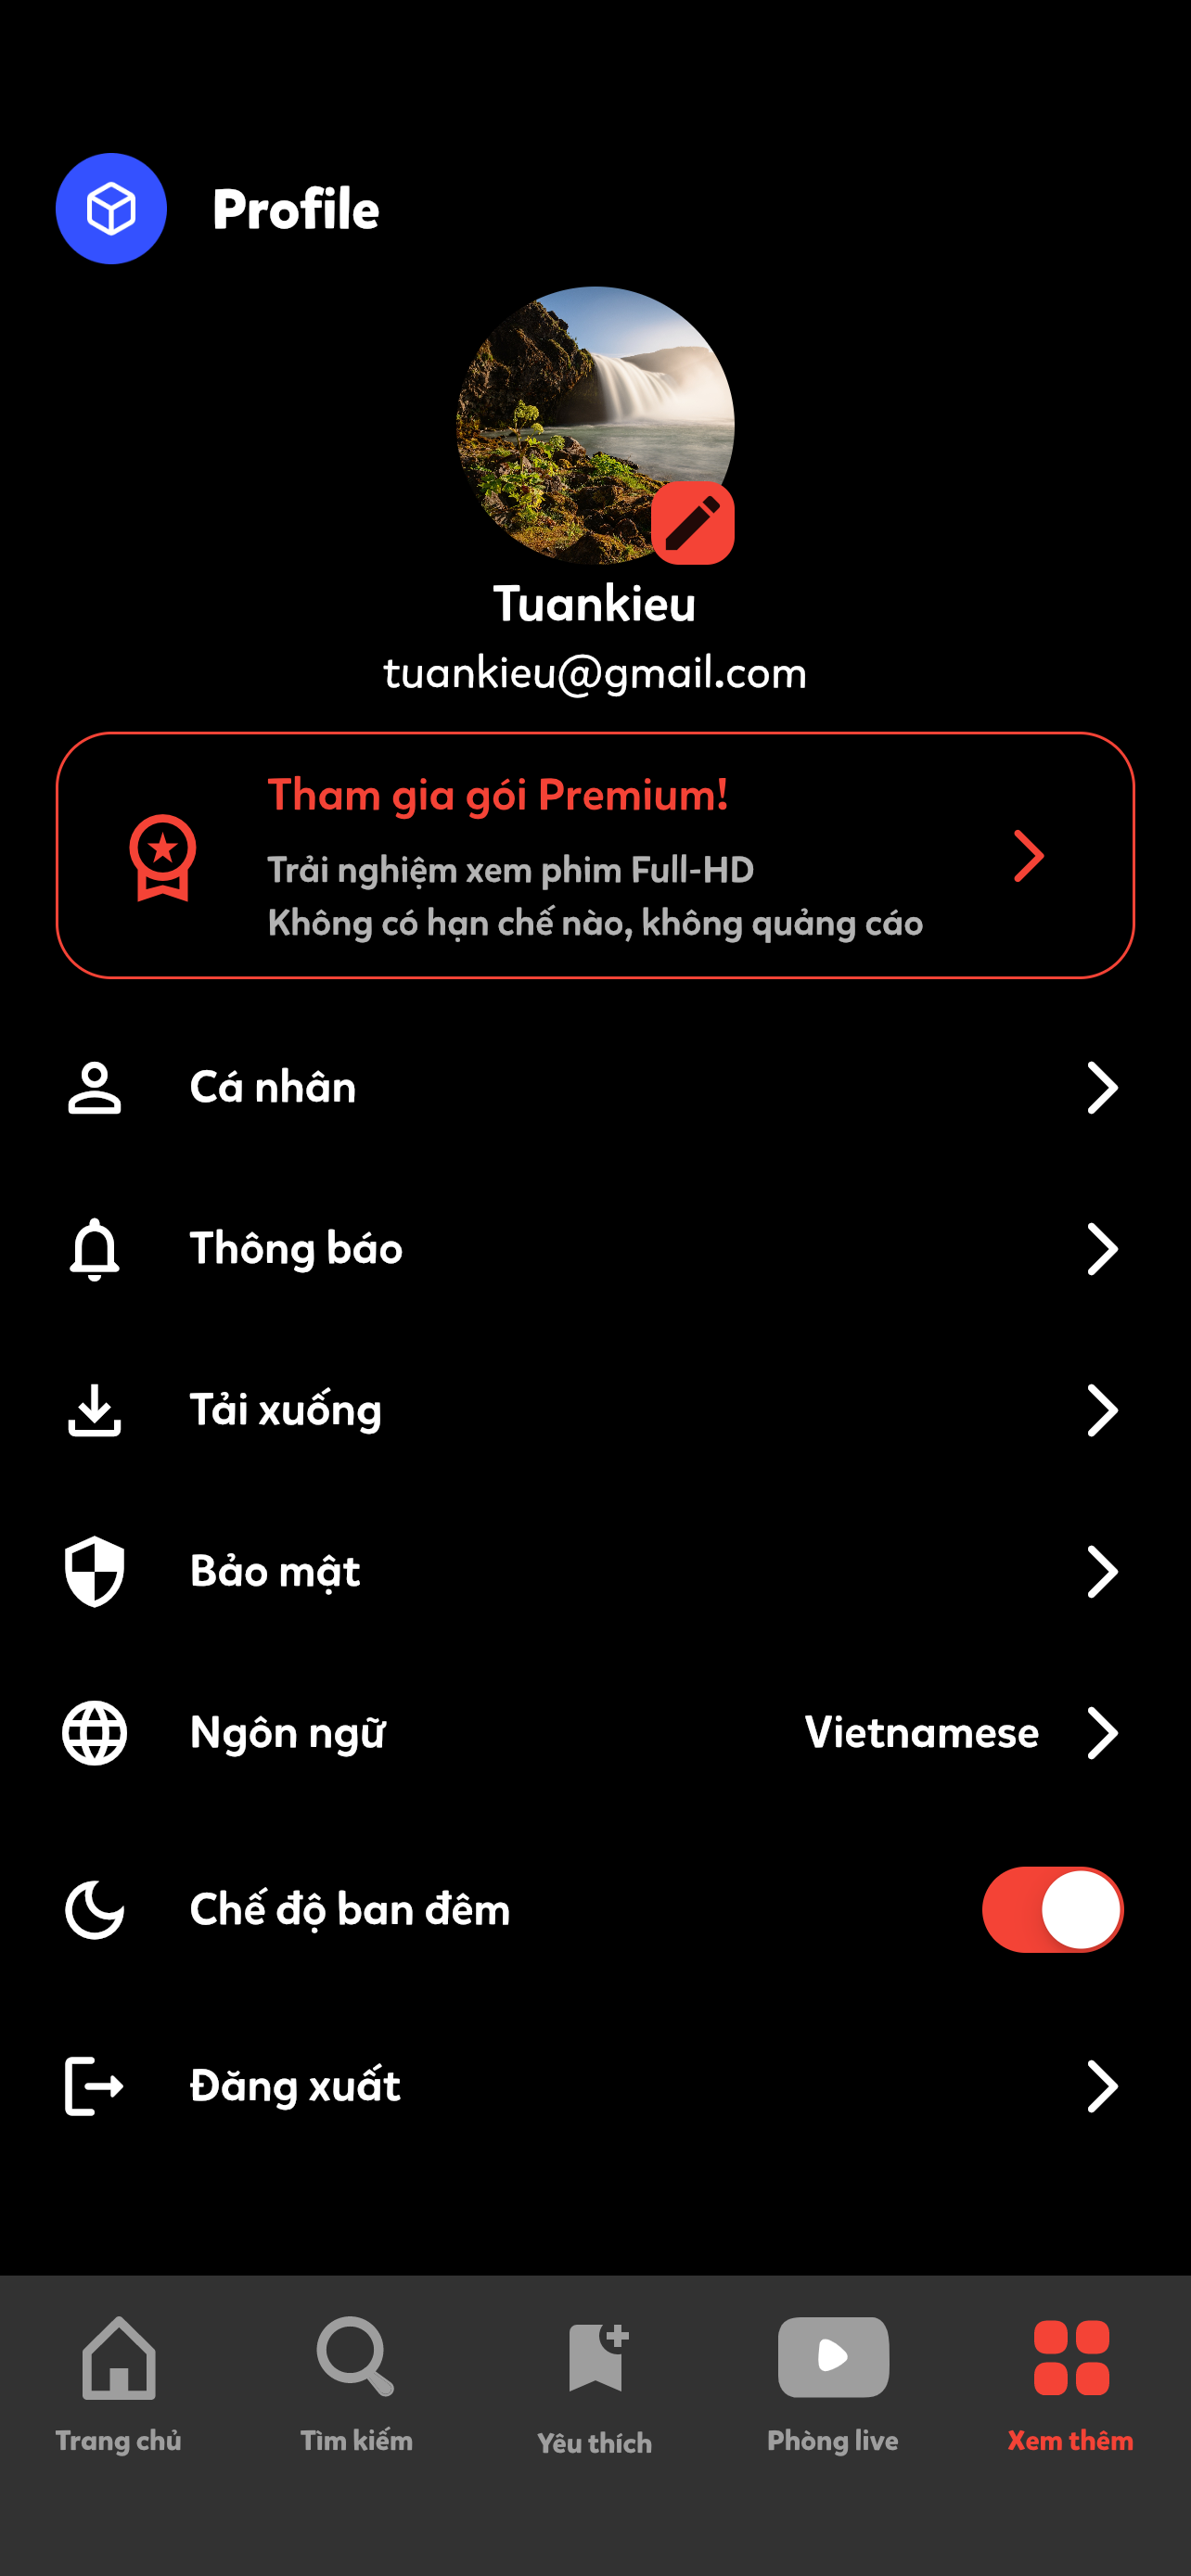 Profile
Tuankieu
tuankieu@gmail.com
Tham gia gói Premium!
Trải nghiệm xem phim Full-HD
Không có hạn chế nào, không quảng cáo
Cá nhân
Thông báo
Tải xuống
Bảo mật
Ngôn ngữ Vietnamese
Chế độ ban đêm
Đăng xuất
Trang chủ Tìm kiếm Yêu thích Phòng live Xem thêm